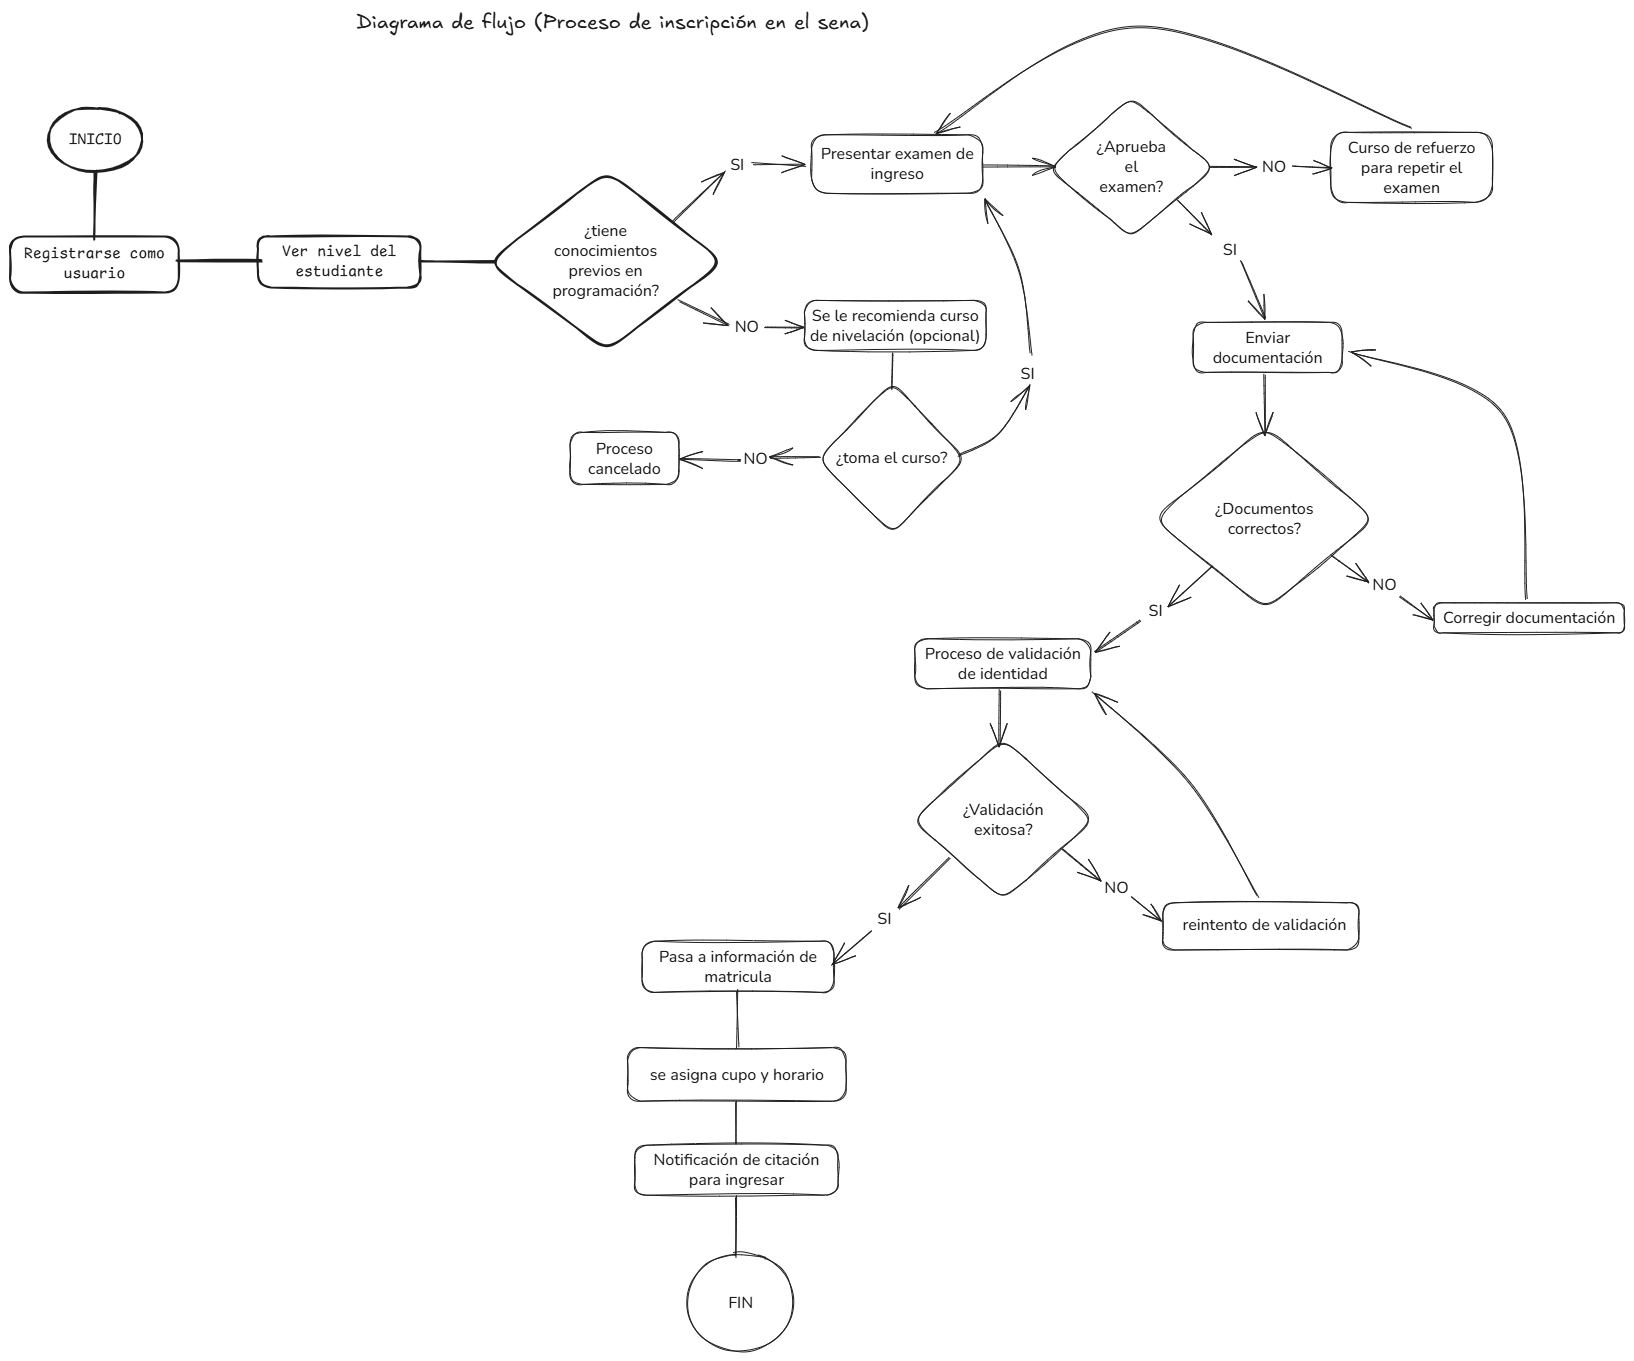 Diagrama de flujo (Proceso de inscripción en el sena)
INICIO
Registrarse como
usuario
Ver nivel del
estudiante
¿tiene
conocimientos
previos en
programación?
SI
Presentar examen de
ingreso
¿Aprueba
el
examen?
NO
Curso de refuerzo
para repetir el
examen
NO
Se le recomienda curso
de nivelación (opcional)
¿toma el curso?
NO
Proceso
cancelado
SI
SI
Enviar
documentación
¿Documentos
correctos?
NO
Corregir documentación
SI
Proceso de validación
de identidad
¿Validación
exitosa?
NO
reintento de validación
SI
Pasa a información de
matricula
se asigna cupo y horario
Notificación de citación
para ingresar
FIN